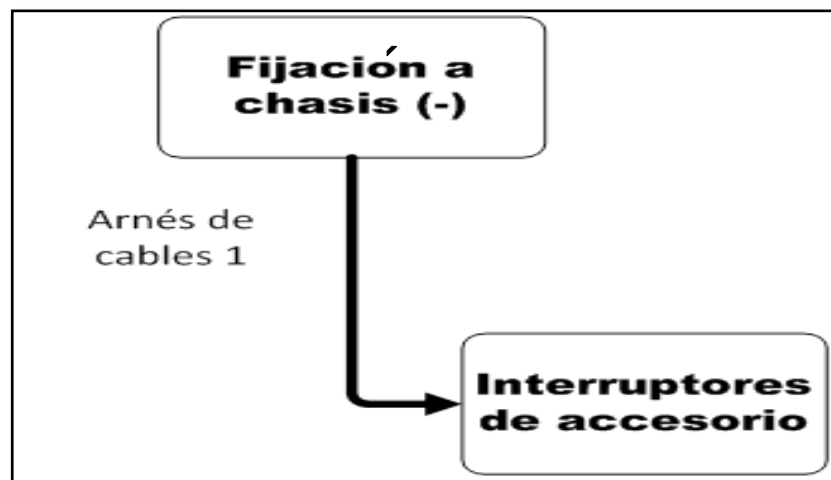 Fijación a
chasis (-)
Arnés de
cables 1
Interruptores
de accesorio